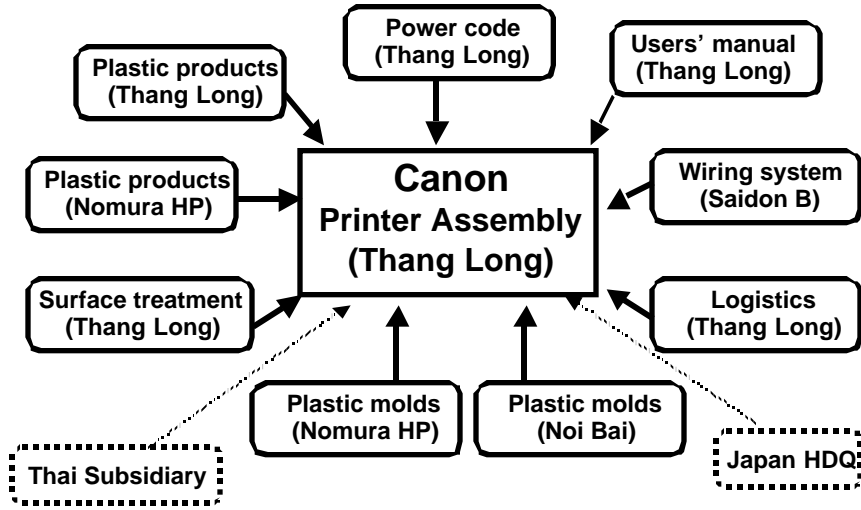 Power code
(Thang Long)
Users’ manual
(Thang Long)
Plastic products
(Thang Long)
Canon
Printer Assembly
(Thang Long)
Plastic products
(Nomura HP)
Wiring system
(Saidon B)
Surface treatment
(Thang Long)
Logistics
(Thang Long)
Plastic molds
(Nomura HP)
Plastic molds
(Noi Bai)
Thai Subsidiary
Japan HDQ